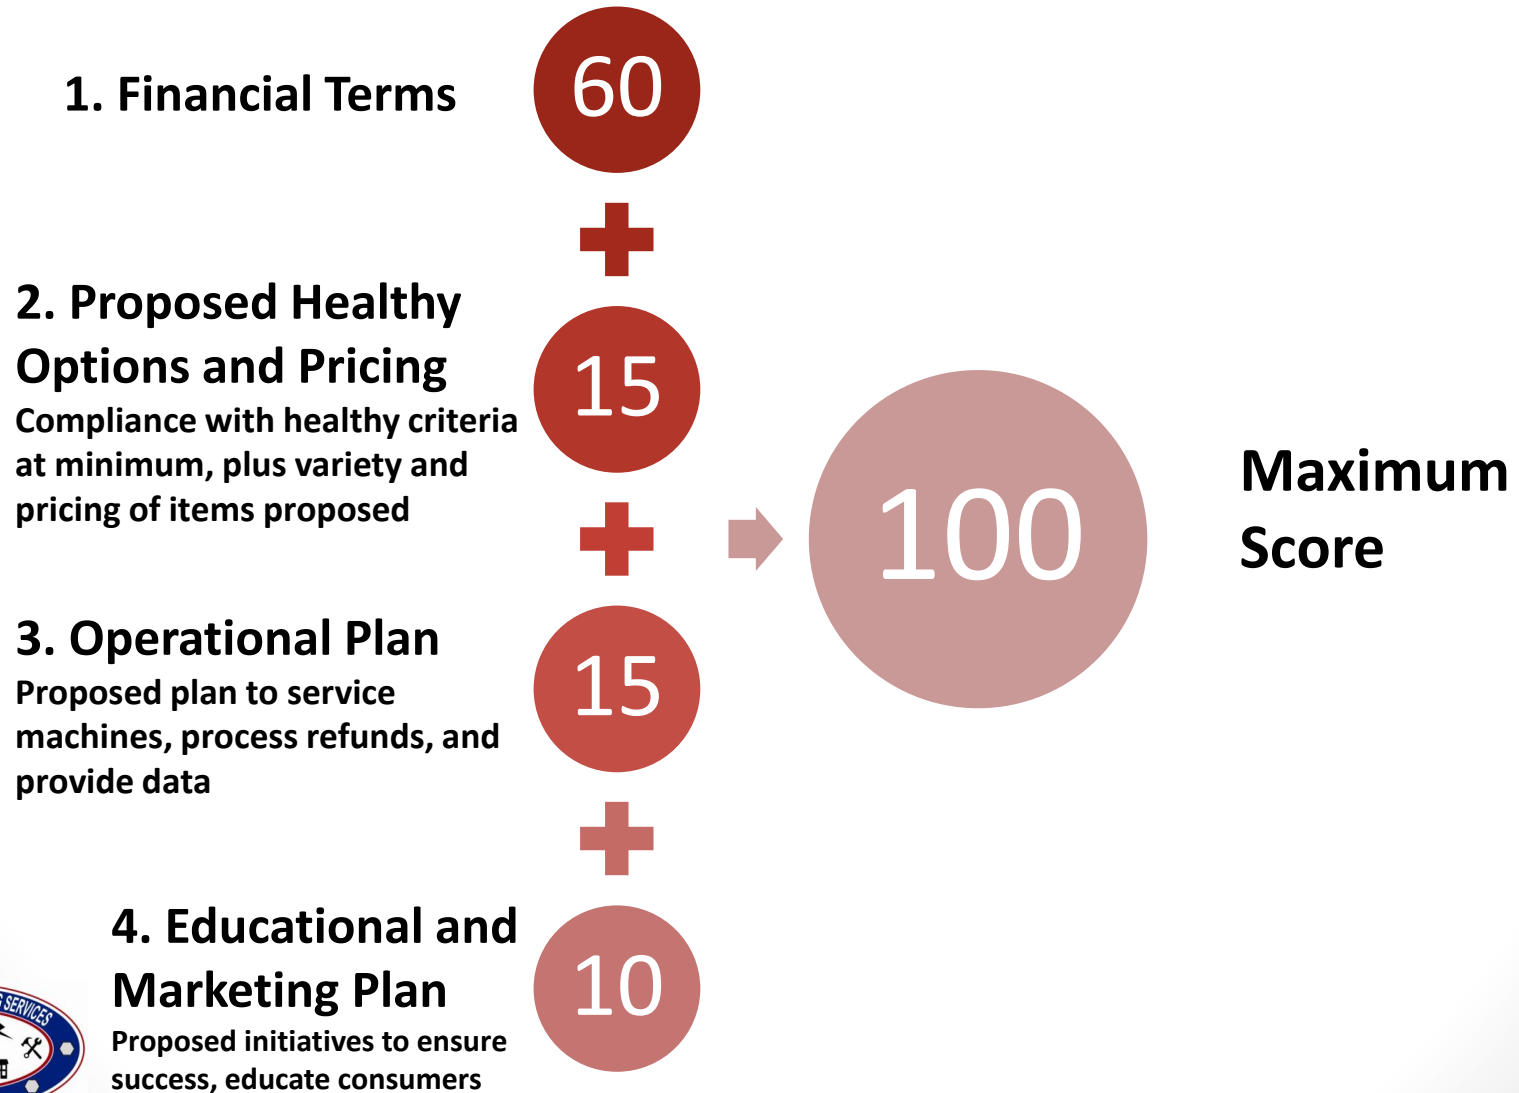 1. Financial Terms
60
2. Proposed Healthy
Options and Pricing
Compliance with healthy criteria
at minimum, plus variety and
pricing of items proposed
15
3. Operational Plan
Proposed plan to service
machines, process refunds, and
provide data
15
4. Educational and
Marketing Plan
Proposed initiatives to ensure
success, educate consumers
10
100
Maximum
Score
SERVICES